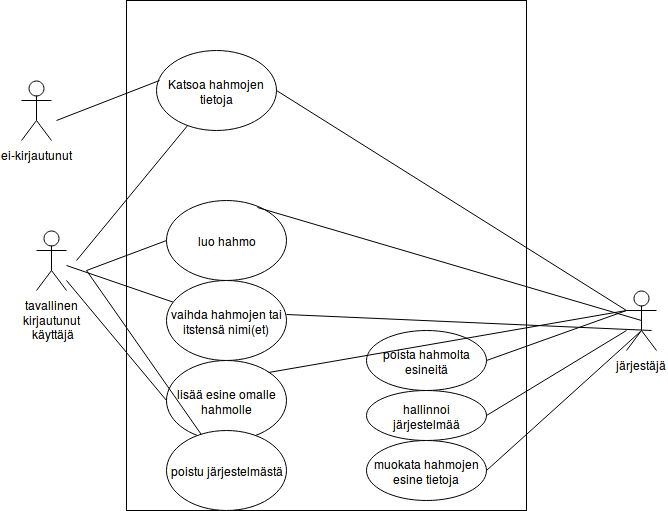 Katsoa hahmojen
tietoja
ei-kirjautunut
luo hahmo
tavallinen
kirjautunut
käyttäjä
vaihda hahmojen tai
itstensä nimi(et)
poista hahmolta
esineitä
järjestäjä
lisää esine omalle
hahmolle
hallinnoi
järjestelmää
poistu järjestelmästä
muokata hahmojen
esine tietoja